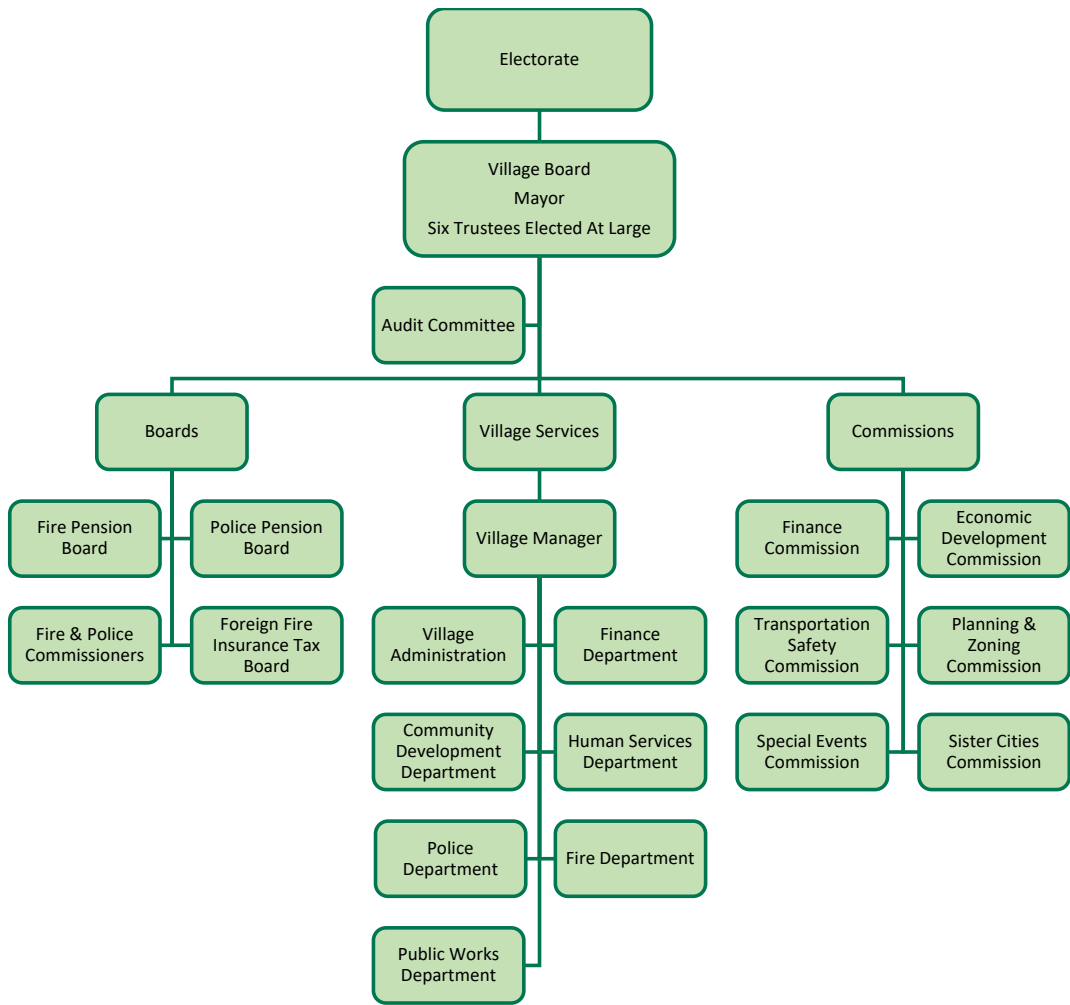 Electorate
Village Board
Mayor
Six Trustees Elected At Large
Audit Committee
Boards
Village Services
Commissions
Fire Pension
Board
Police Pension
Board
Fire & Police
Commissioners
Foreign Fire
Insurance Tax
Board
Village Manager
Village
Administration
Finance
Department
Community
Development
Department
Human Services
Department
Police
Department
Fire Department
Public Works
Department
Finance
Commission
Economic
Development
Commission
Transportation
Safety
Commission
Planning &
Zoning
Commission
Special Events
Commission
Sister Cities
Commission